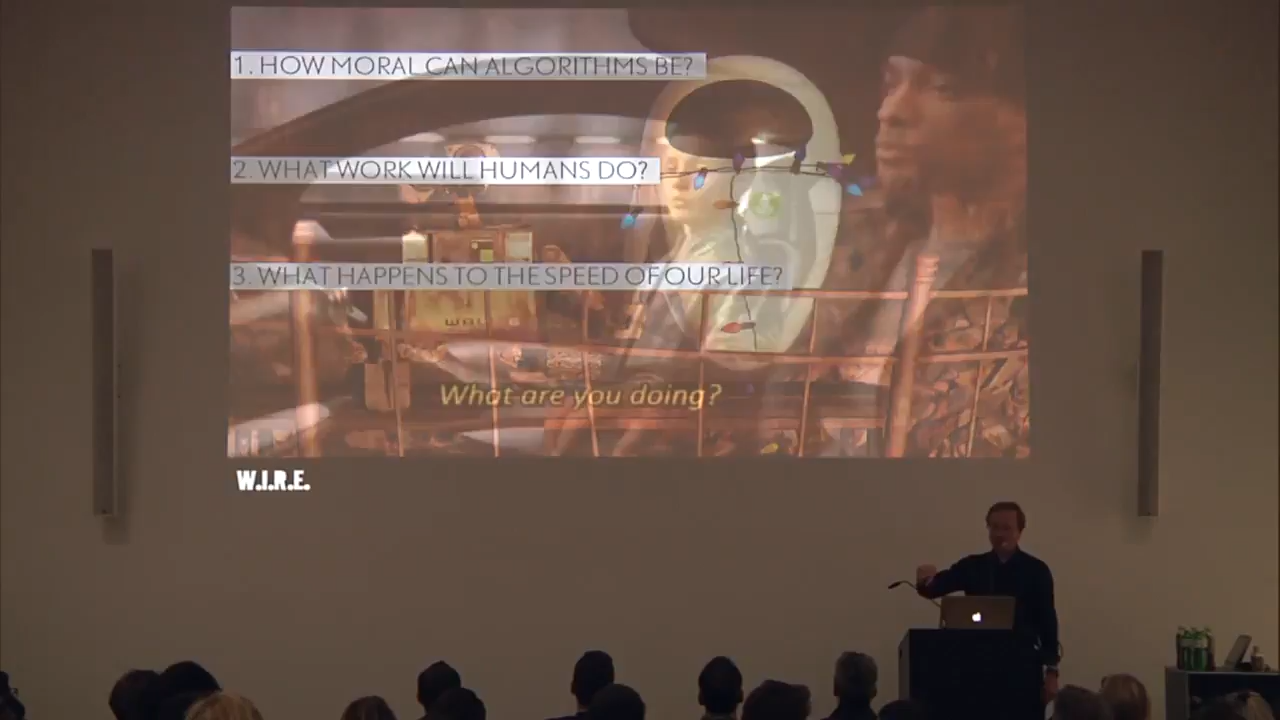 1. HOW MORAL CAN ALGORITHMS BE?
2. WHAT WORK WILL HUMANS DO?
3. WHAT HAPPENS TO THE SPEED OF OUR LIFE?
WALL
What are you doing?
W.I.R.E.